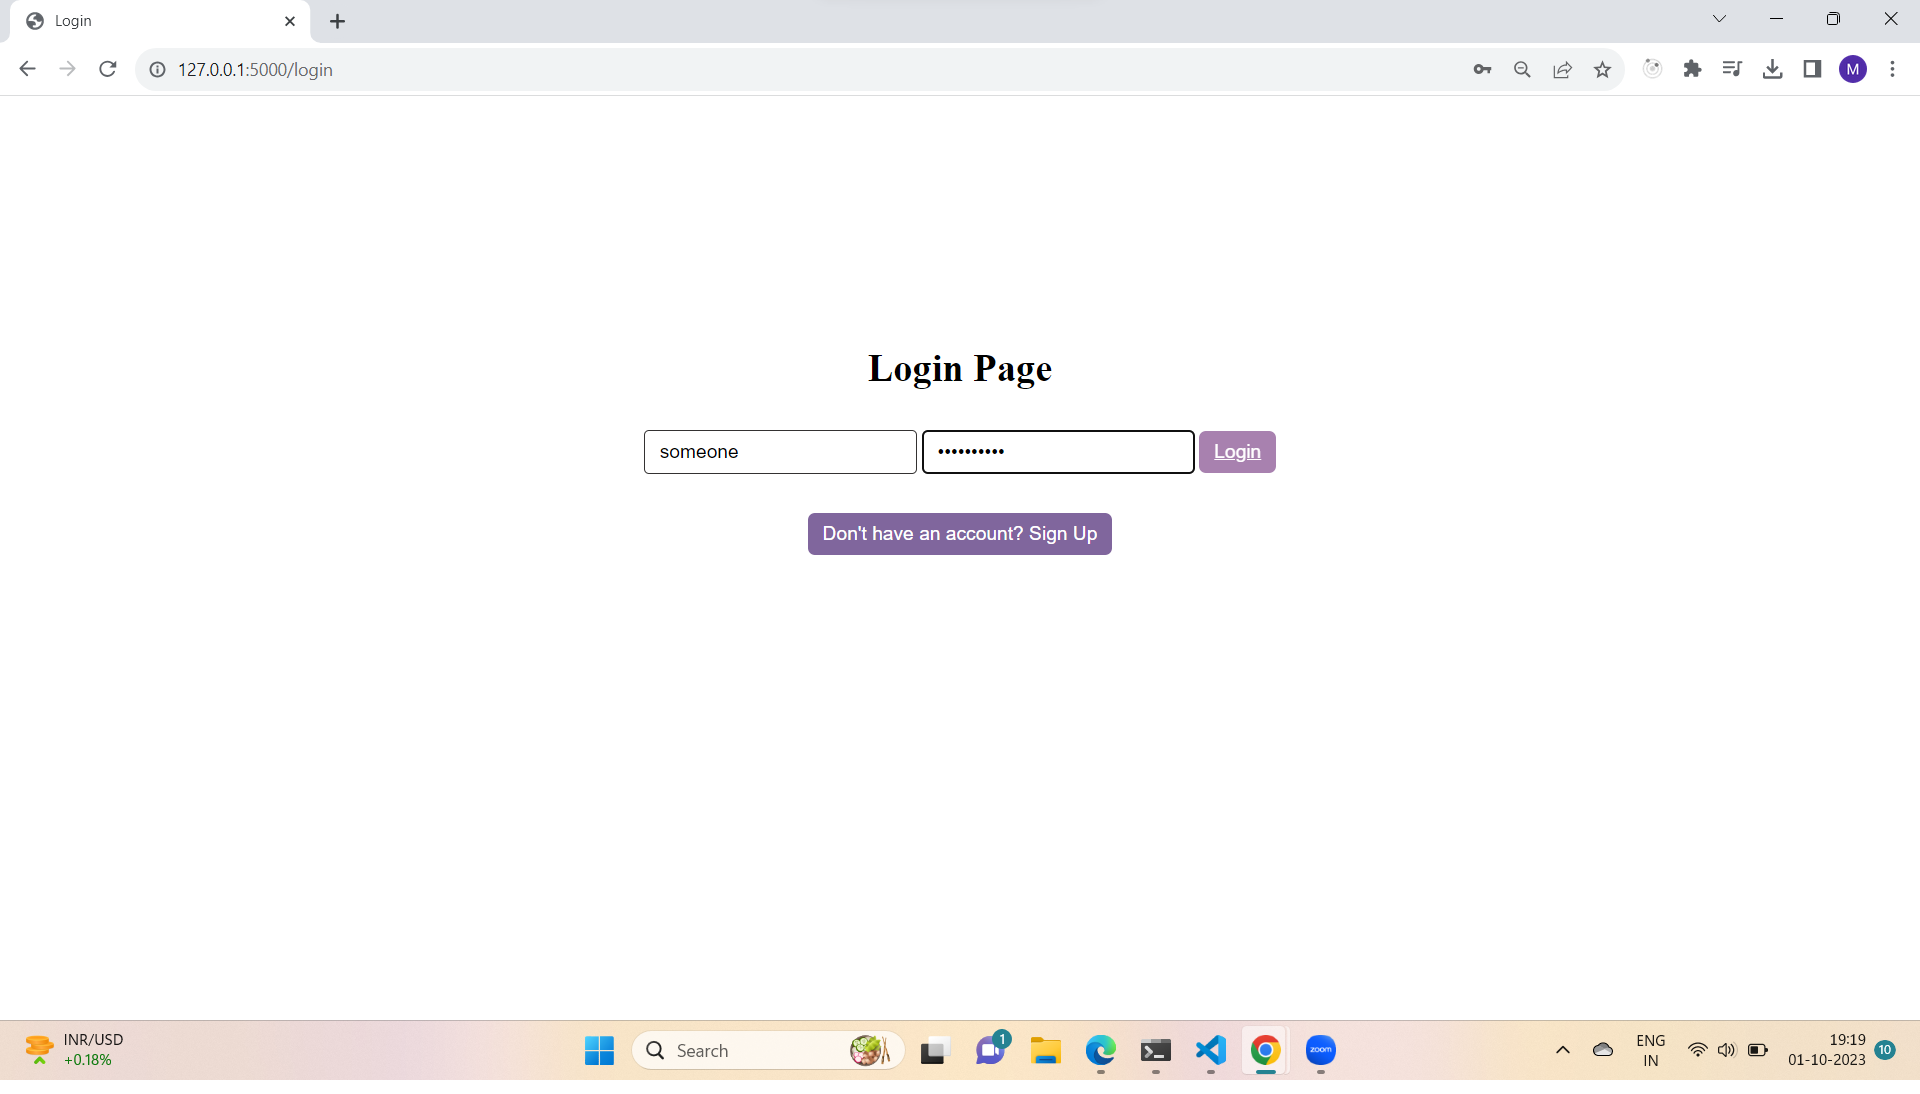 Login
127.0.0.1:5000/login
M
Login Page
someone
••••••••••
Login
Don't have an account? Sign Up
INR/USD
+0.18%
Search
1
zoom
ENG
IN
19:19
01-10-2023
10